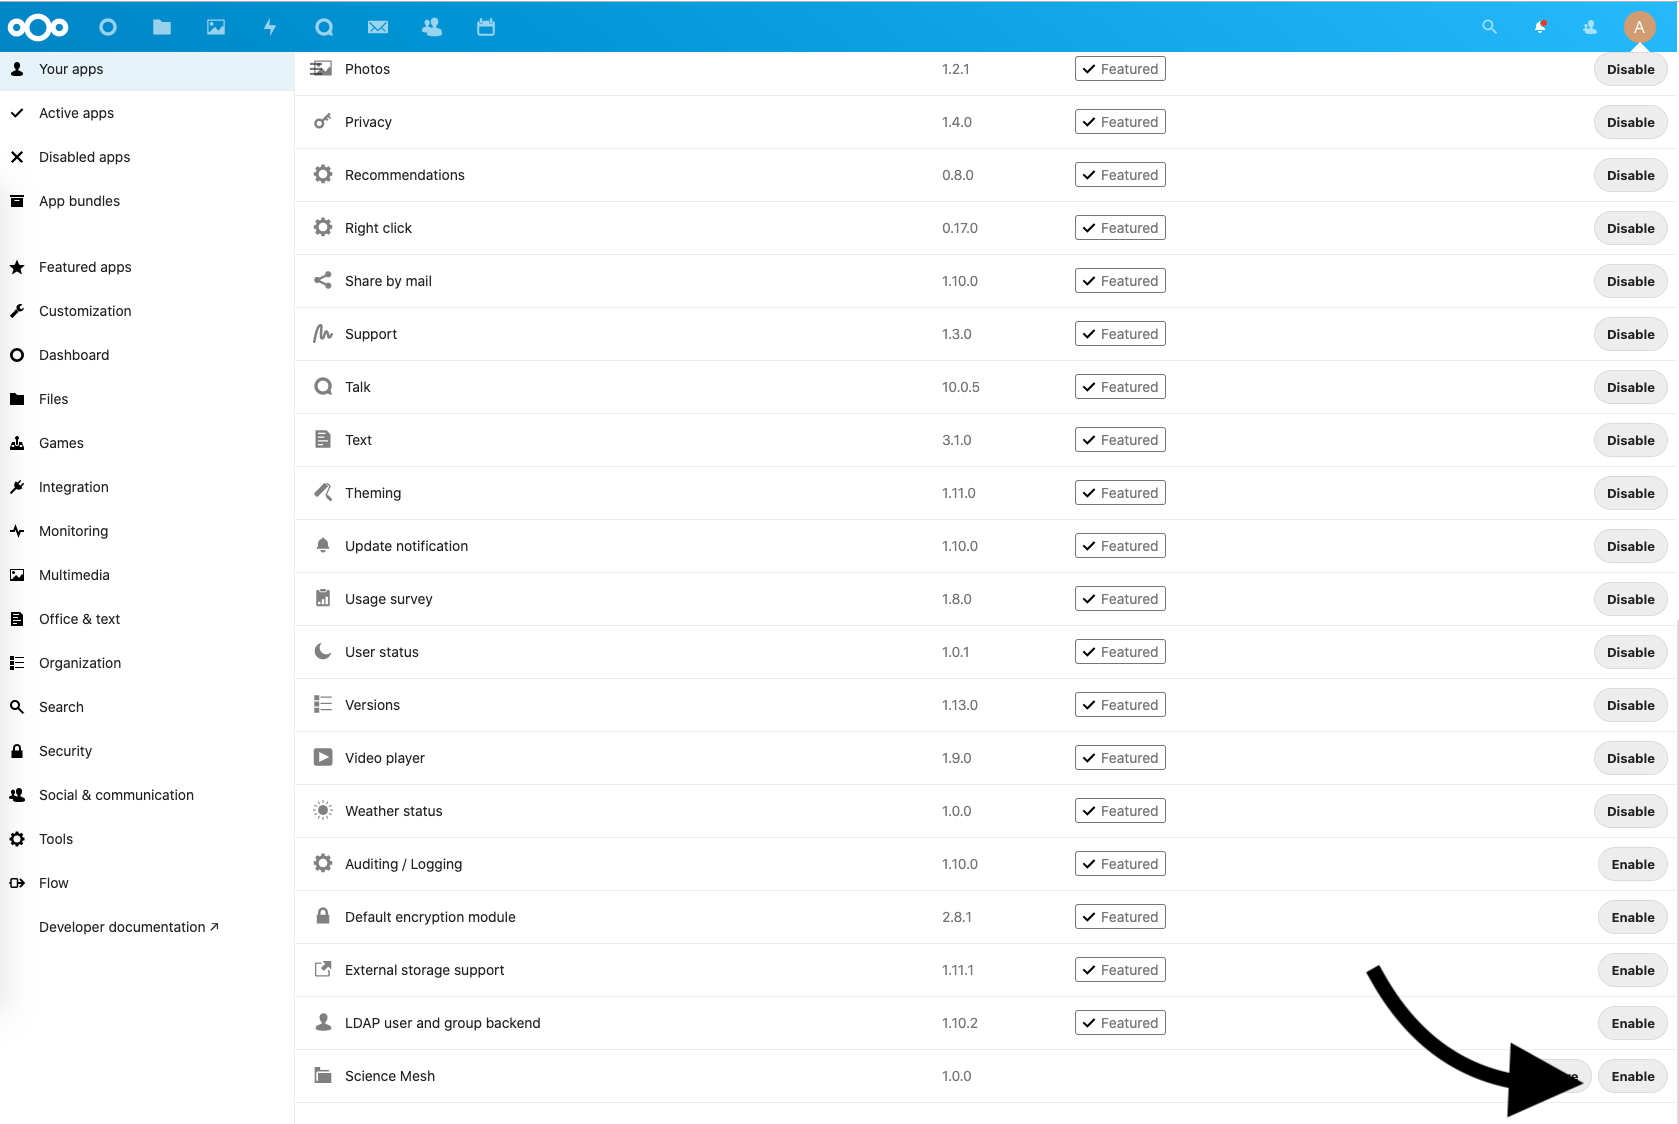 A
Your apps
Active apps
Disabled apps
App bundles
Featured apps
Customization
Dashboard
Files
Games
Integration
Monitoring
Multimedia
Office & text
Organization
Search
Security
Social & communication
Tools
Flow
Developer documentation ↗
Photos 1.2.1 Featured Disable
Privacy 1.4.0 Featured Disable
Recommendations 0.8.0 Featured Disable
Right click 0.17.0 Featured Disable
Share by mail 1.10.0 Featured Disable
Support 1.3.0 Featured Disable
Talk 10.0.5 Featured Disable
Text 3.1.0 Featured Disable
Theming 1.11.0 Featured Disable
Update notification 1.10.0 Featured Disable
Usage survey 1.8.0 Featured Disable
User status 1.0.1 Featured Disable
Versions 1.13.0 Featured Disable
Video player 1.9.0 Featured Disable
Weather status 1.0.0 Featured Disable
Auditing / Logging 1.10.0 Featured Enable
Default encryption module 2.8.1 Featured Enable
External storage support 1.11.1 Featured Enable
LDAP user and group backend 1.10.2 Featured Enable
Science Mesh 1.0.0 Enable